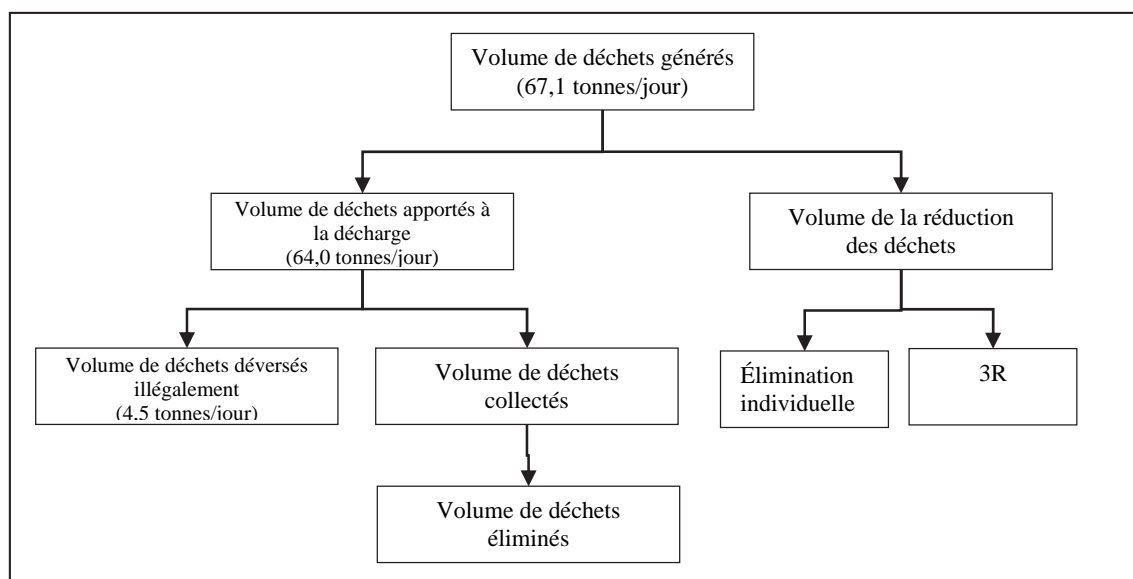 Volume de déchets générés
(67,1 tonnes/jour)
Volume de déchets apportés à
la décharge
(64,0 tonnes/jour)
Volume de la réduction
des déchets
Volume de déchets déversés
illégalement
(4,5 tonnes/jour)
Volume de déchets
collectés
Élimination
individuelle
3R
Volume de déchets
éliminés